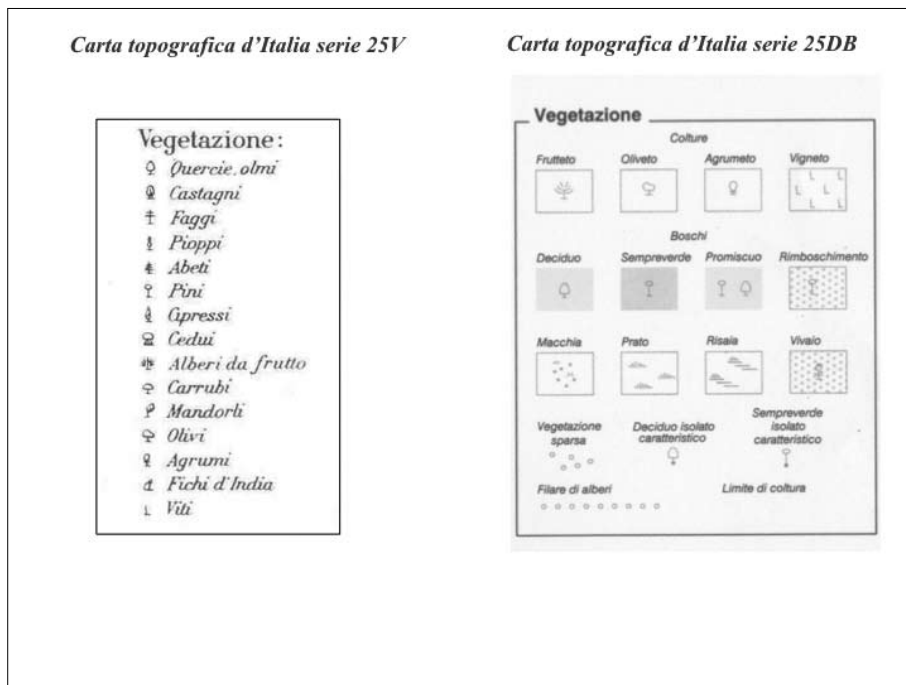 Carta topografica d'Italia serie 25V
Vegetazione:
Quercie, olmi
Castagni
Faggi
Pioppi
Abeti
Pini
Cipressi
Cedui
Alberi da frutto
Carrubi
Mandorli
Olivi
Agrumi
Fichi d'India
Viti
Carta topografica d'Italia serie 25DB
Vegetazione
Colture
Frutteto Oliveto Agrumeto Vigneto
Boschi
Deciduo Sempreverde Promiscuo Rimboschimento
Macchia Prato Risaia Vivaio
Vegetazione
sparsa
Deciduo isolato
caratteristico
Sempreverde
isolato
caratteristico
Filare di alberi Limite di coltura